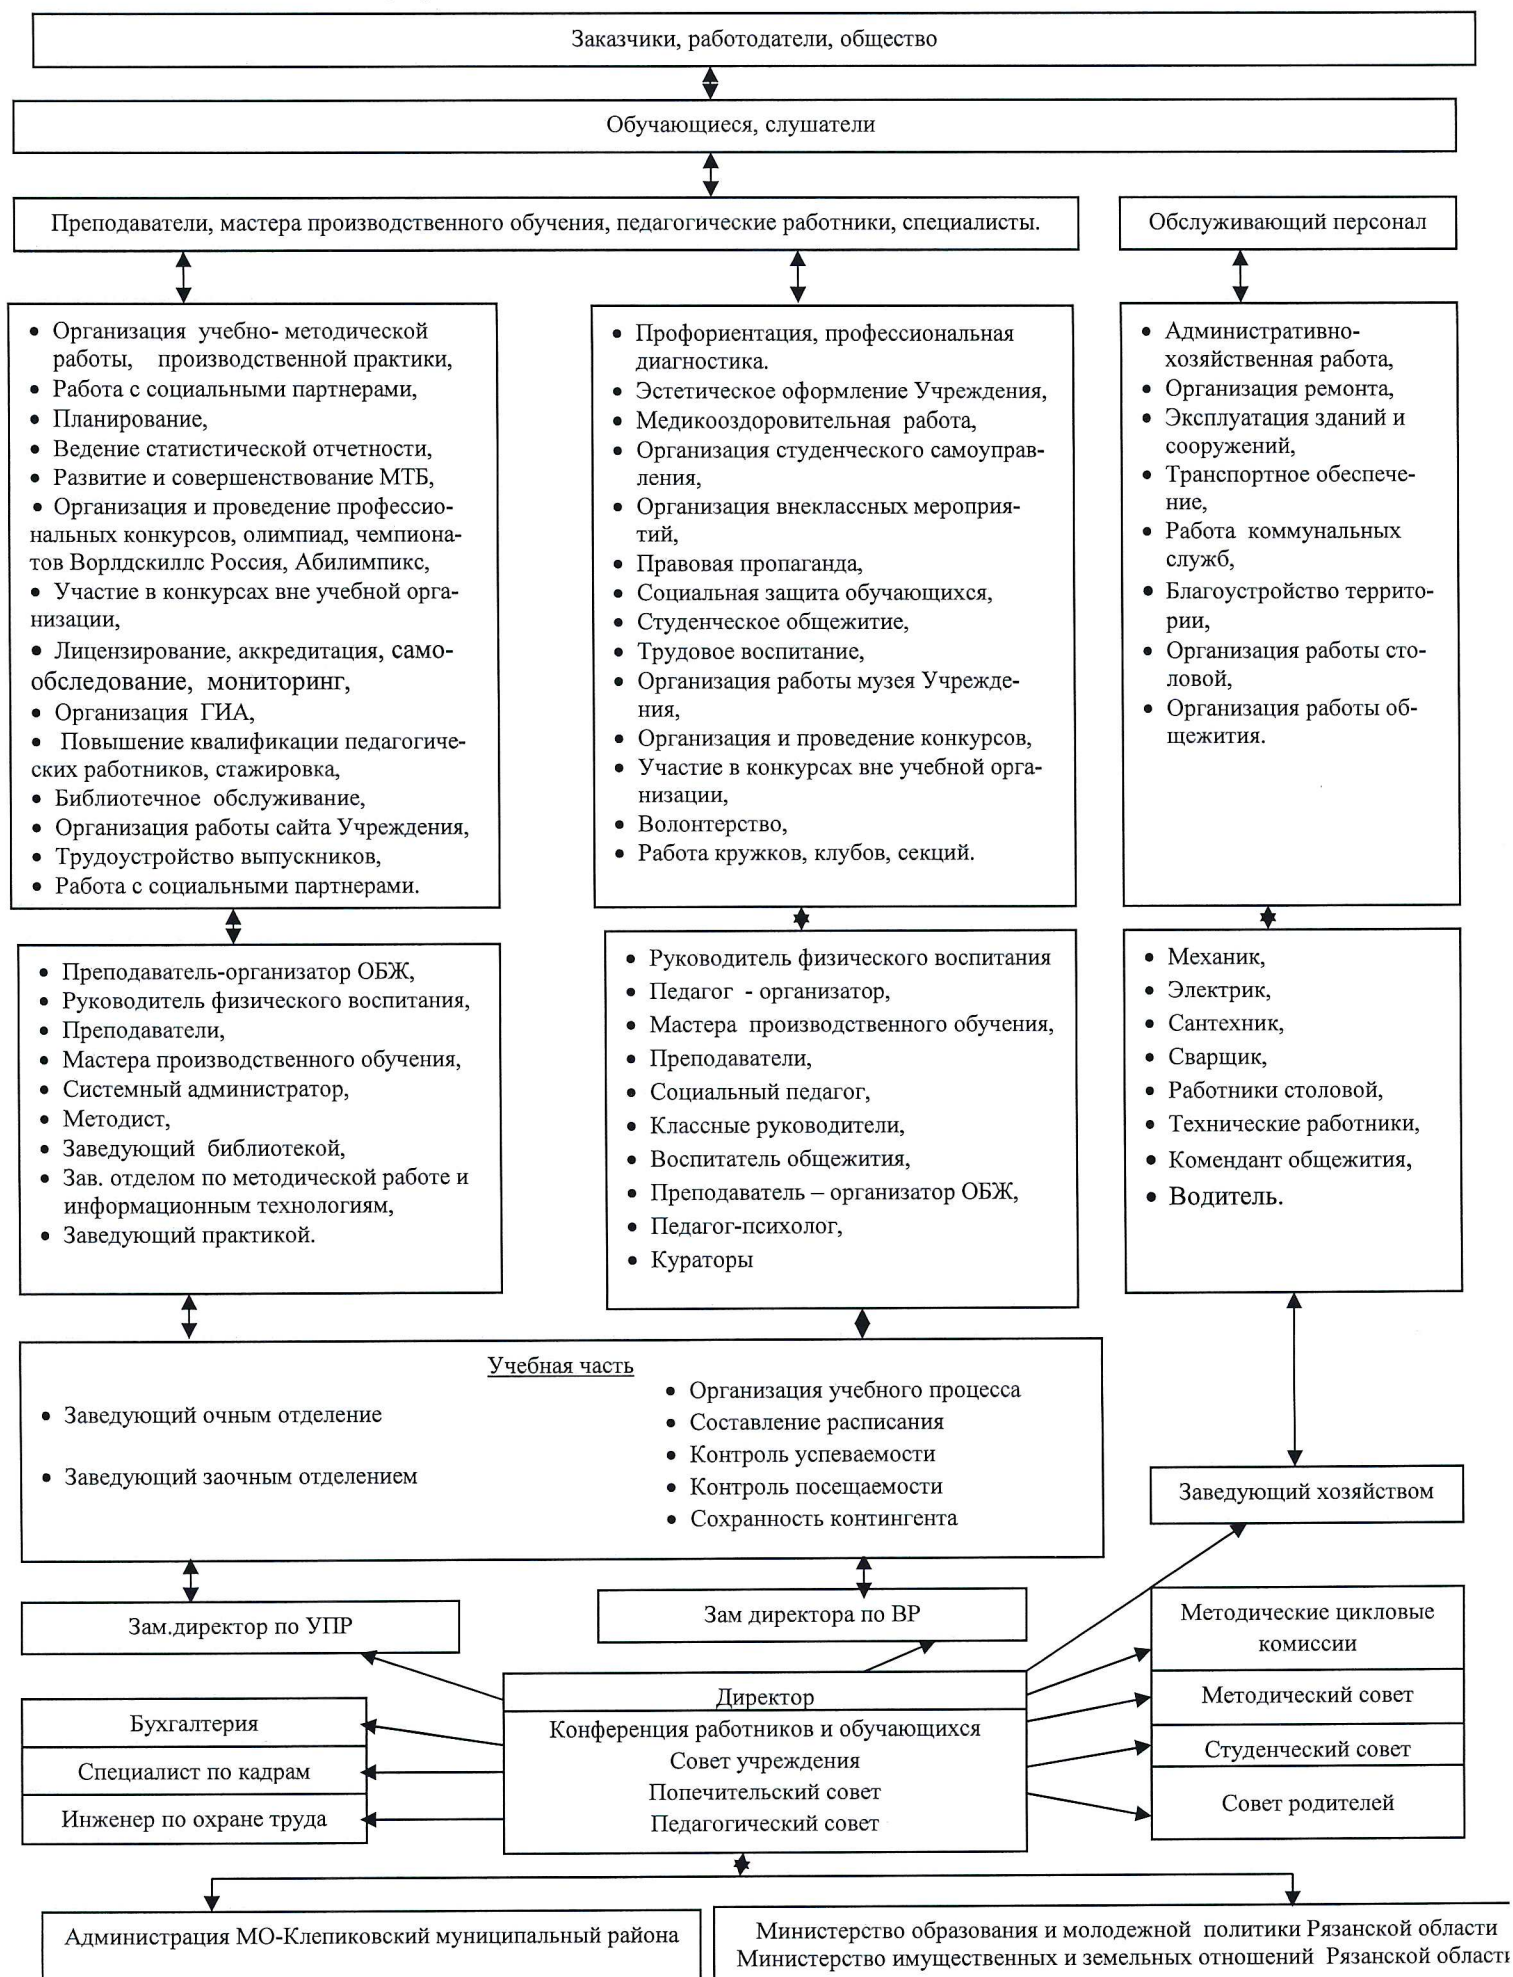 Заказчики, работодатели, общество
Обучающиеся, слушатели
Преподаватели, мастера производственного обучения, педагогические работники, специалисты.
Обслуживающий персонал
• Организация учебно- методической
работы, производственной практики,
• Работа с социальными партнерами,
• Планирование,
• Ведение статистической отчетности,
• Развитие и совершенствование МТБ,
• Организация и проведение профессио-
нальных конкурсов, олимпиад, чемпиона-
тов Ворлдскиллс Россия, Абилимпикс,
• Участие в конкурсах вне учебной орга-
низации,
• Лицензирование, аккредитация, само-
обследование, мониторинг,
• Организация ГИА,
• Повышение квалификации педагогиче-
ских работников, стажировка,
• Библиотечное обслуживание,
• Организация работы сайта Учреждения,
• Трудоустройство выпускников,
• Работа с социальными партнерами.
• Профориентация, профессиональная
диагностика.
• Эстетическое оформление Учреждения,
• Медикооздоровительная работа,
• Организация студенческого самоуправ-
ления,
• Организация внеклассных мероприя-
тий,
• Правовая пропаганда,
• Социальная защита обучающихся,
• Студенческое общежитие,
• Трудовое воспитание,
• Организация работы музея Учрежде-
ния,
• Организация и проведение конкурсов,
• Участие в конкурсах вне учебной орга-
низации,
• Волонтерство,
• Работа кружков, клубов, секций.
• Административно-
хозяйственная работа,
• Организация ремонта,
• Эксплуатация зданий и
сооружений,
• Транспортное обеспече-
ние,
• Работа коммунальных
служб,
• Благоустройство террито-
рии,
• Организация работы сто-
ловой,
• Организация работы об-
щежития.
• Преподаватель-организатор ОБЖ,
• Руководитель физического воспитания,
• Преподаватели,
• Мастера производственного обучения,
• Системный администратор,
• Методист,
• Заведующий библиотекой,
• Зав. отделом по методической работе и
информационным технологиям,
• Заведующий практикой.
• Руководитель физического воспитания
• Педагог - организатор,
• Мастера производственного обучения,
• Преподаватели,
• Социальный педагог,
• Классные руководители,
• Воспитатель общежития,
• Преподаватель – организатор ОБЖ,
• Педагог-психолог,
• Кураторы
• Механик,
• Электрик,
• Сантехник,
• Сварщик,
• Работники столовой,
• Технические работники,
• Комендант общежития,
• Водитель.
Учебная часть
• Заведующий очным отделение
• Заведующий заочным отделением
• Организация учебного процесса
• Составление расписания
• Контроль успеваемости
• Контроль посещаемости
• Сохранность контингента
Заведующий хозяйством
Зам.директор по УПР
Зам директора по ВР
Методические цикловые
комиссии
Методический совет
Студенческий совет
Совет родителей
Бухгалтерия
Специалист по кадрам
Инженер по охране труда
Директор
Конференция работников и обучающихся
Совет учреждения
Попечительский совет
Педагогический совет
Администрация МО-Клепиковский муниципальный района
Министерство образования и молодежной политики Рязанской области
Министерство имущественных и земельных отношений Рязанской области